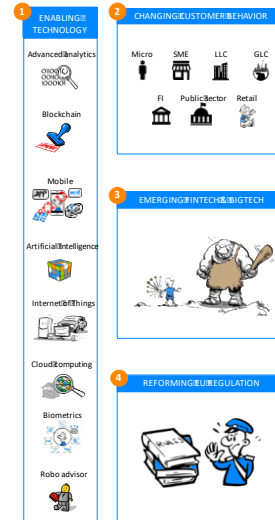 1
ENABLING⍰
TECHNOLOGY
Advanced⍰analytics
Blockchain
Mobile
Artificial⍰Intelligence
Internet⍰of⍰Things
Cloud⍰computing
Biometrics
Robo advisor
2
CHANGING⍰CUSTOMER⍰BEHAVIOR
Micro SME LLC GLC
FI Public⍰Sector Retail
3
EMERGING⍰FINTECH⍰&⍰BIGTECH
4
REFORMING⍰EU⍰REGULATION
RULES